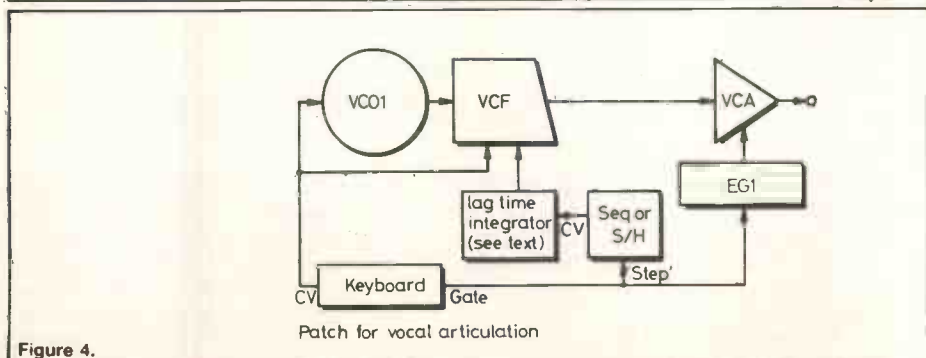 VCO1
VCF
VCA
EG1
lag time
integrator
(see text)
CV
Seq or
S/H
'Step'
CV
Keyboard
Gate
Patch for vocal articulation
Figure 4.